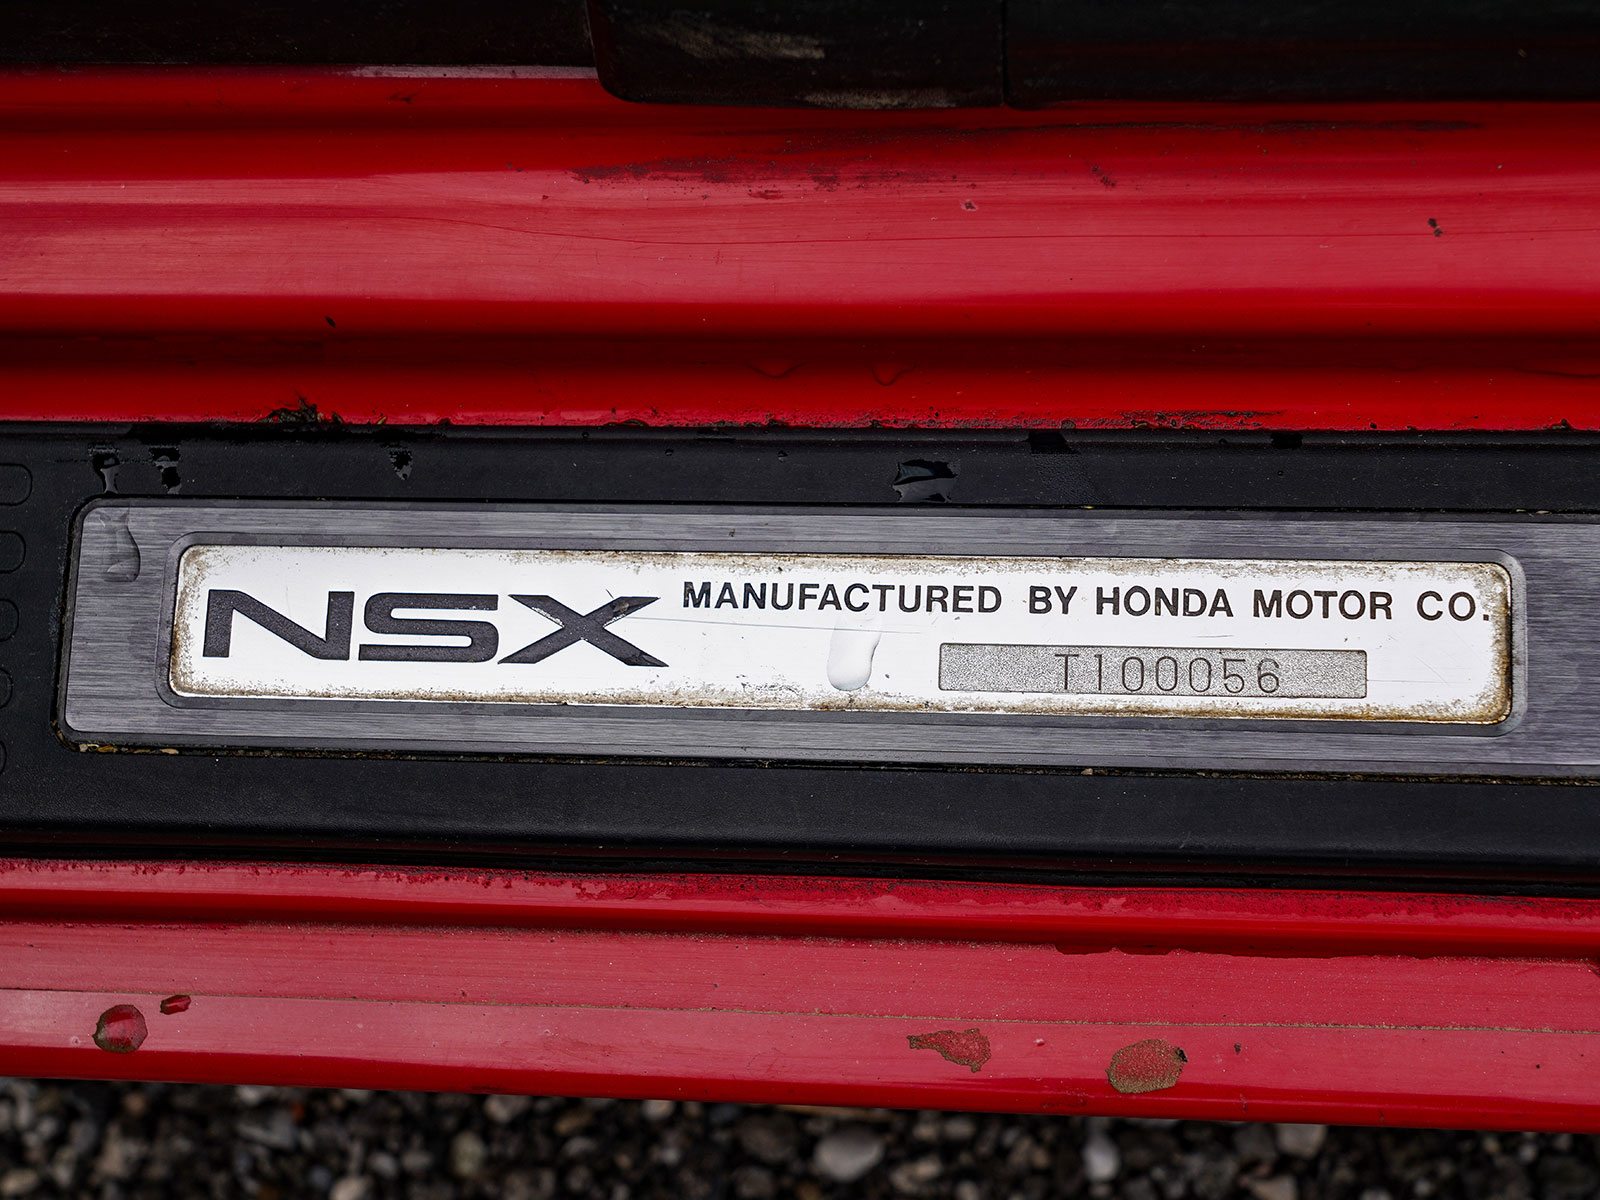 NSX MANUFACTURED BY HONDA MOTOR CO.
T100056